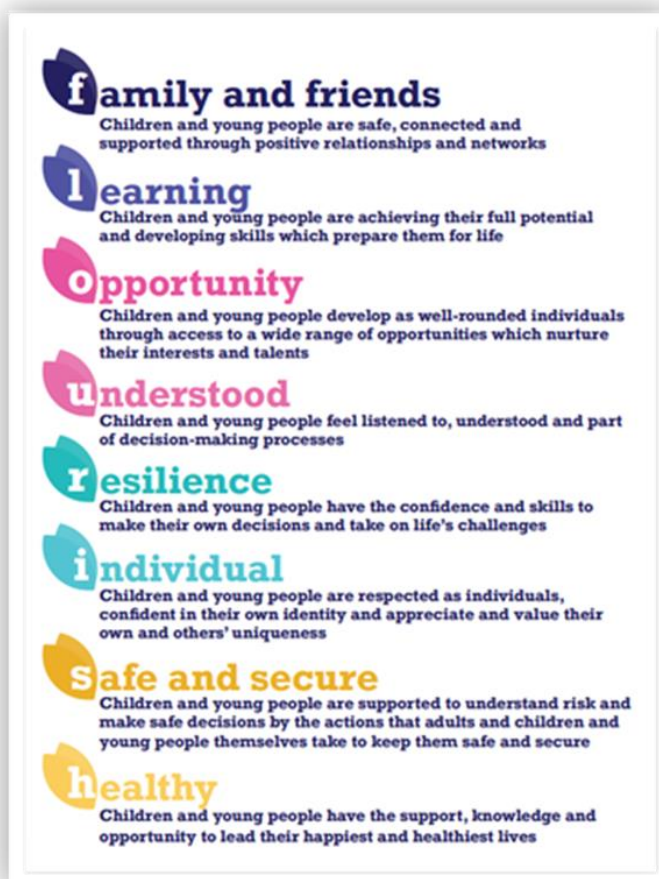 family and friends
Children and young people are safe, connected and
supported through positive relationships and networks
learning
Children and young people are achieving their full potential
and developing skills which prepare them for life
opportunity
Children and young people develop as well-rounded individuals
through access to a wide range of opportunities which nurture
their interests and talents
understood
Children and young people feel listened to, understood and part
of decision-making processes
resilience
Children and young people have the confidence and skills to
make their own decisions and take on life's challenges
individual
Children and young people are respected as individuals,
confident in their own identity and appreciate and value their
own and others' uniqueness
safe and secure
Children and young people are supported to understand risk and
make safe decisions by the actions that adults and children and
young people themselves take to keep them safe and secure
healthy
Children and young people have the support, knowledge and
opportunity to lead their happiest and healthiest lives